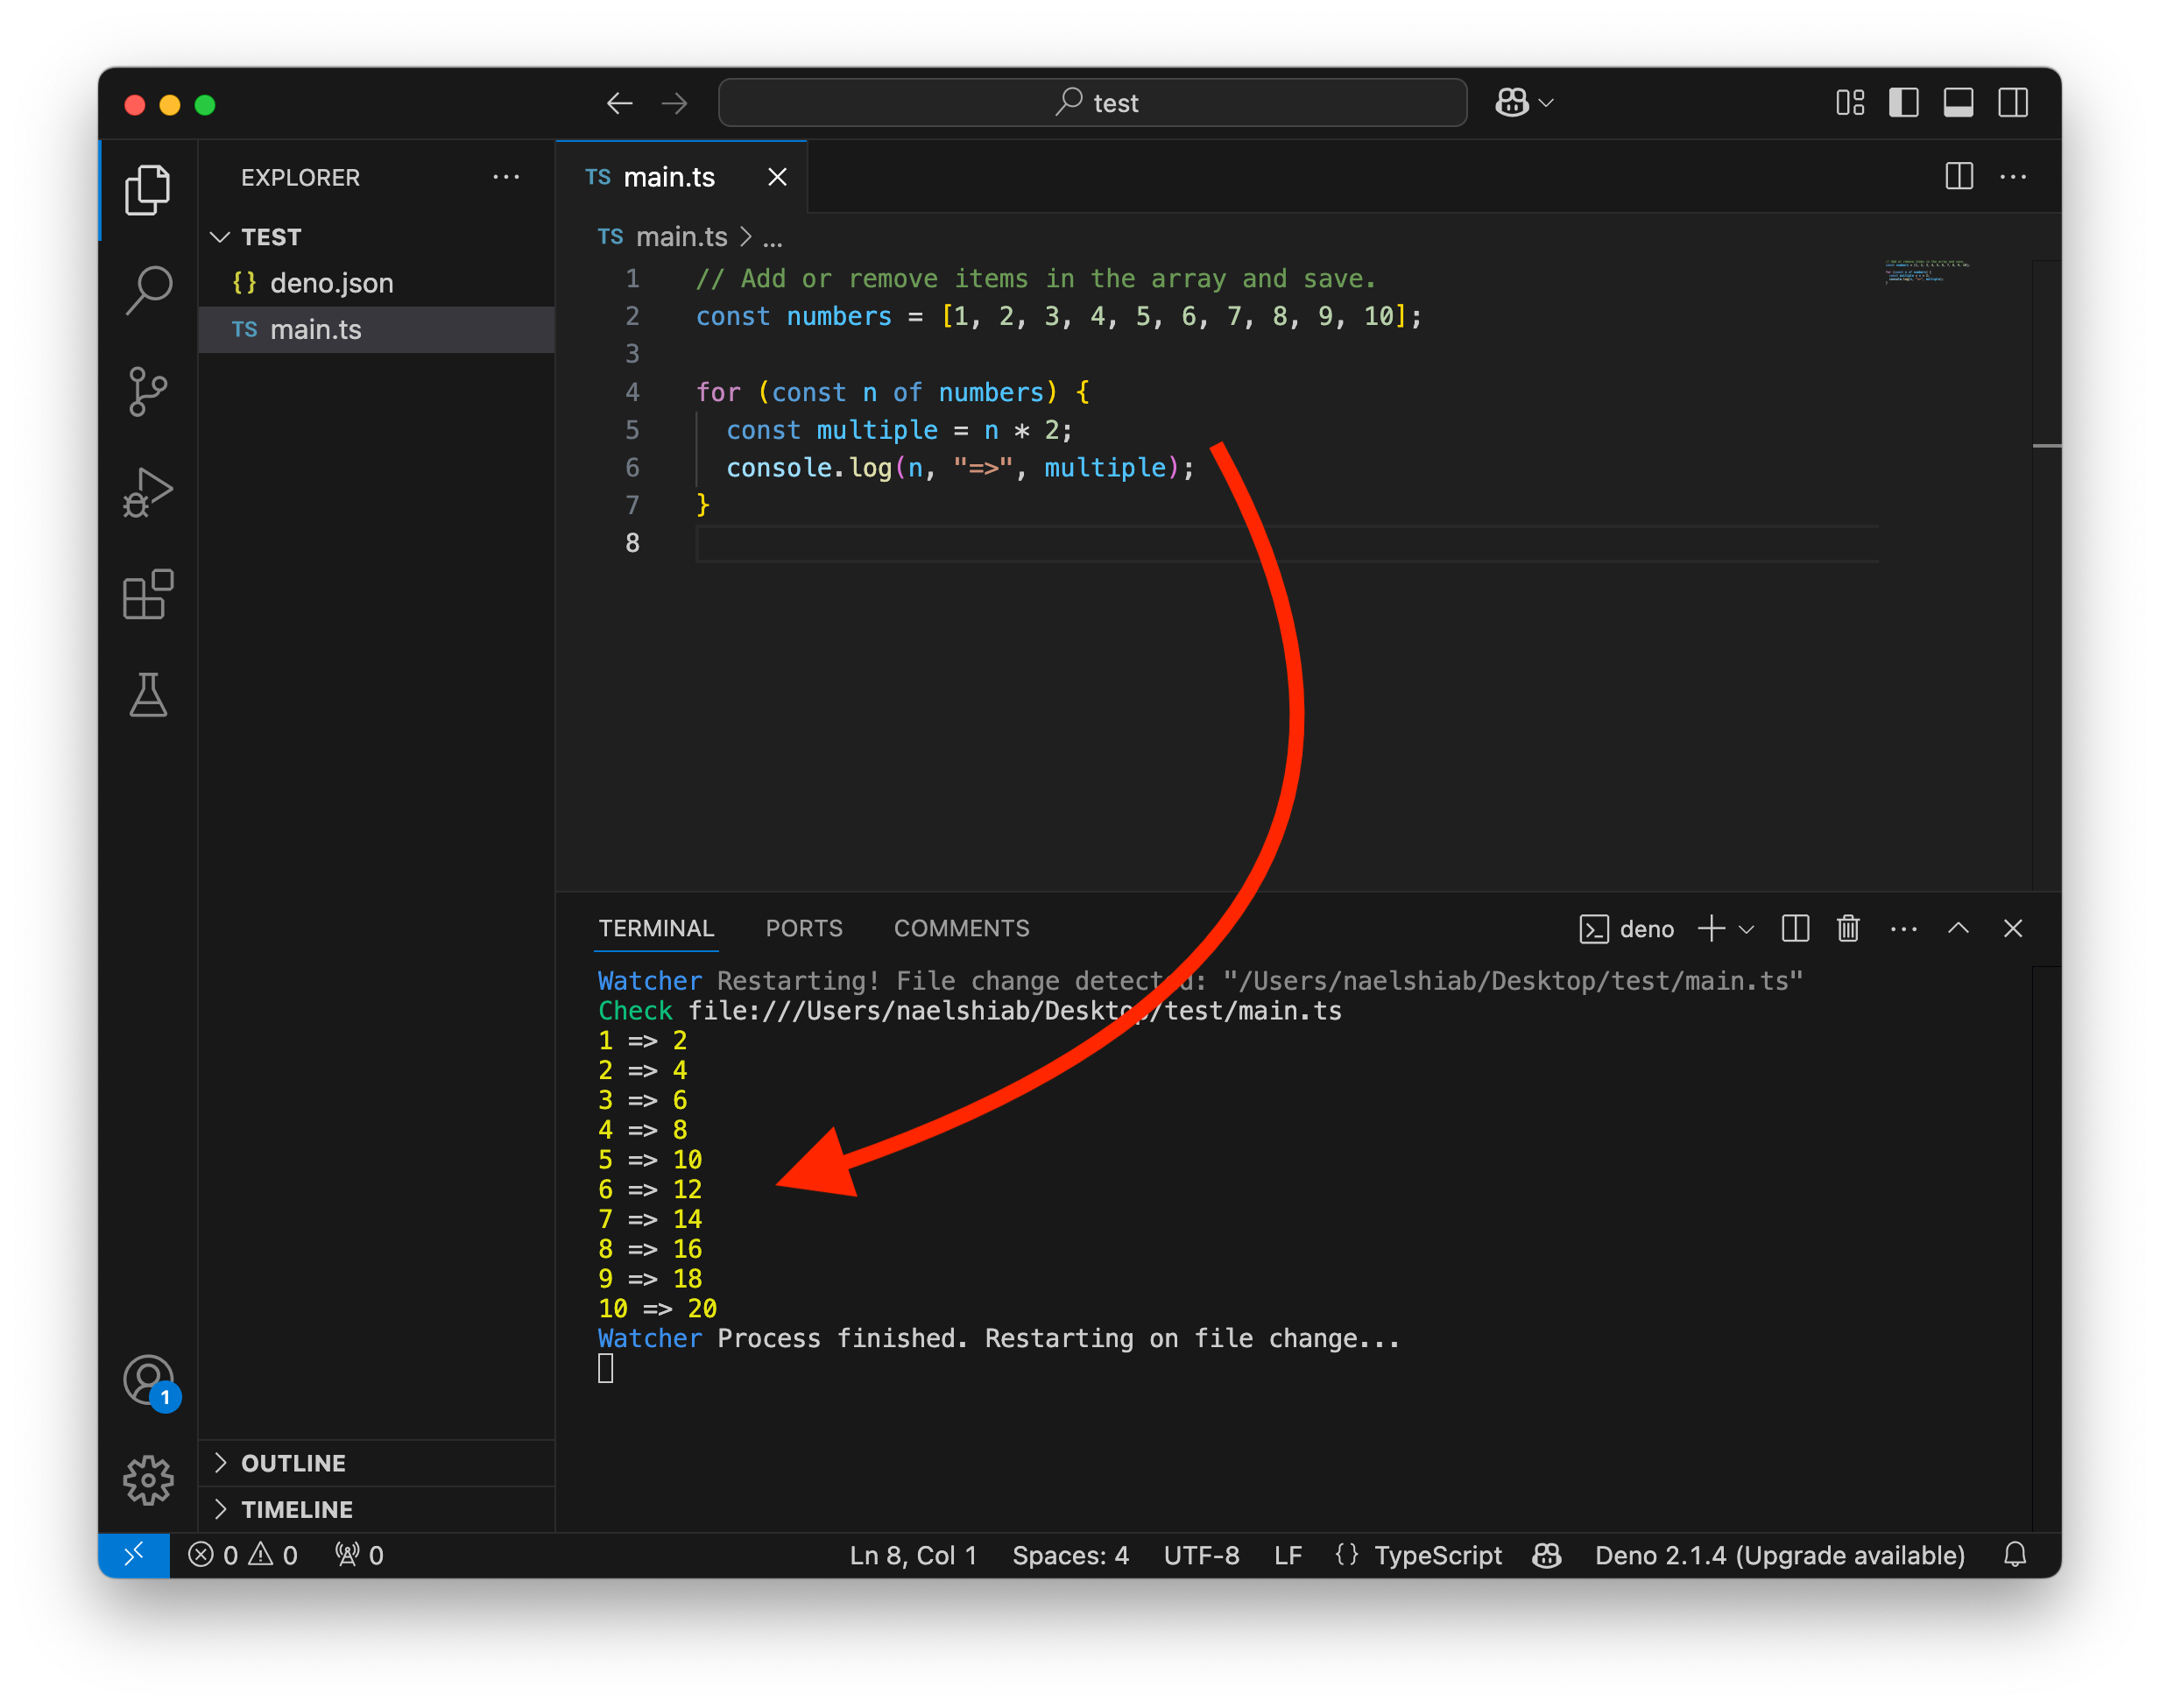 test
EXPLORER
TEST
{} deno.json
TS main.ts
TS main.ts
TS main.ts > ...
1 // Add or remove items in the array and save.
2 const numbers = [1, 2, 3, 4, 5, 6, 7, 8, 9, 10];
3
4 for (const n of numbers) {
5   const multiple = n * 2;
6   console.log(n, "=>", multiple);
7 }
8
TERMINAL PORTS COMMENTS deno
Watcher Restarting! File change detected: "/Users/naelshiab/Desktop/test/main.ts"
Check file:///Users/naelshiab/Desktop/test/main.ts
1 => 2
2 => 4
3 => 6
4 => 8
5 => 10
6 => 12
7 => 14
8 => 16
9 => 18
10 => 20
Watcher Process finished. Restarting on file change...
1
OUTLINE
TIMELINE
0 0 0 Ln 8, Col 1 Spaces: 4 UTF-8 LF {} TypeScript Deno 2.1.4 (Upgrade available)